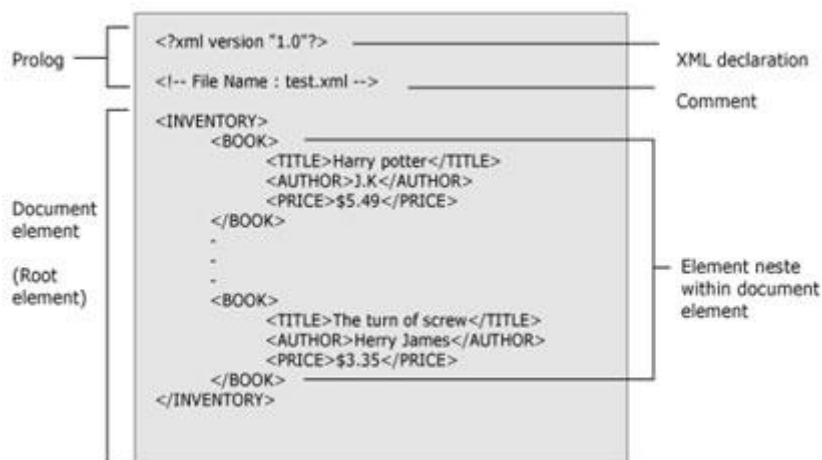 Prolog
<?xml version "1.0"?>
XML declaration
<!-- File Name : test.xml -->
Comment
<INVENTORY>
<BOOK>
<TITLE>Harry potter</TITLE>
<AUTHOR>J.K</AUTHOR>
<PRICE>$5.49</PRICE>
</BOOK>
-
-
-
<BOOK>
<TITLE>The turn of screw</TITLE>
<AUTHOR>Herry James</AUTHOR>
<PRICE>$3.35</PRICE>
</BOOK>
</INVENTORY>
Document
element
(Root
element)
Element neste
within document
element